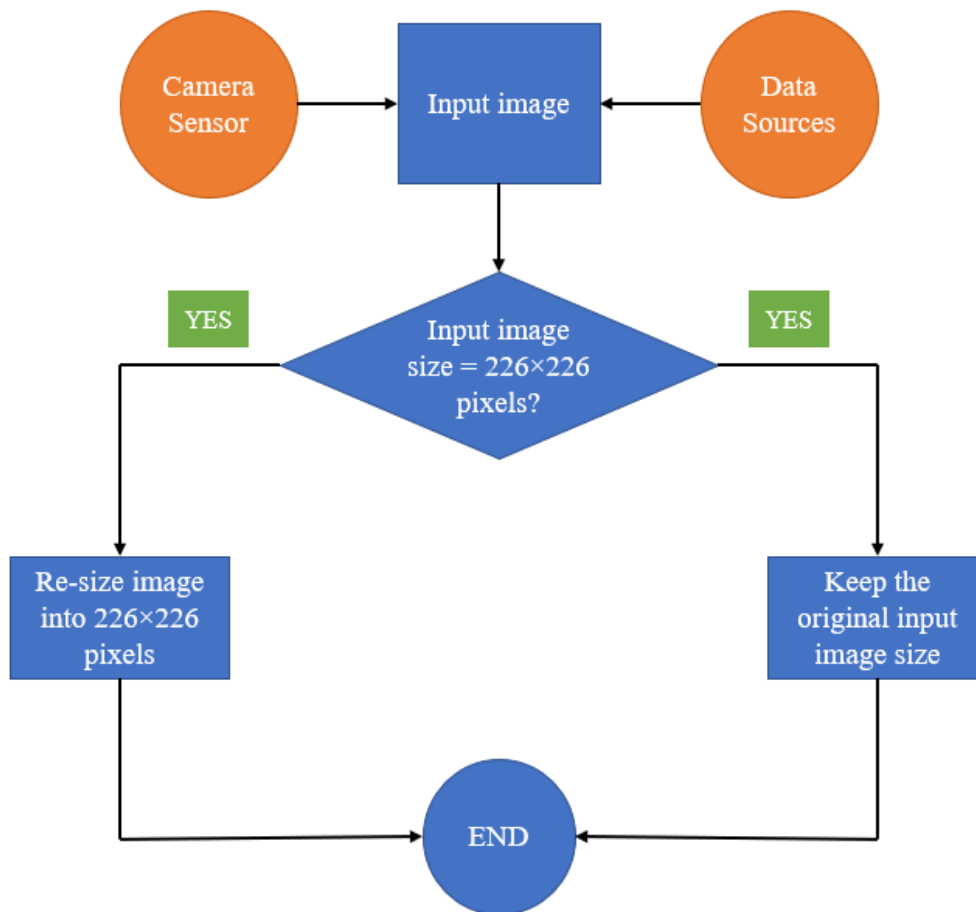 Camera
Sensor
Input image
Data
Sources
YES
Input image
size = 226×226
pixels?
YES
Re-size image
into 226×226
pixels
Keep the
original input
image size
END